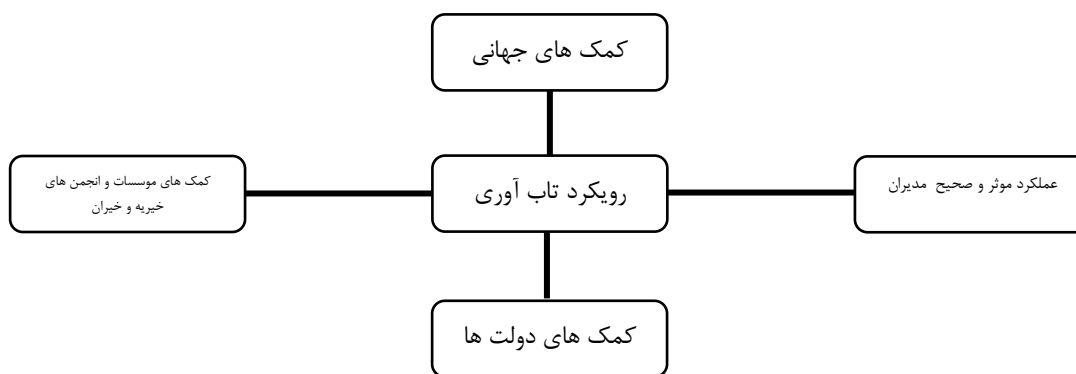 کمک های جهانی
عملکرد موثر و صحیح مدیران
رویکرد تاب آوری
کمک های موسسات و انجمن های
خیریه و خیران
کمک های دولت ها